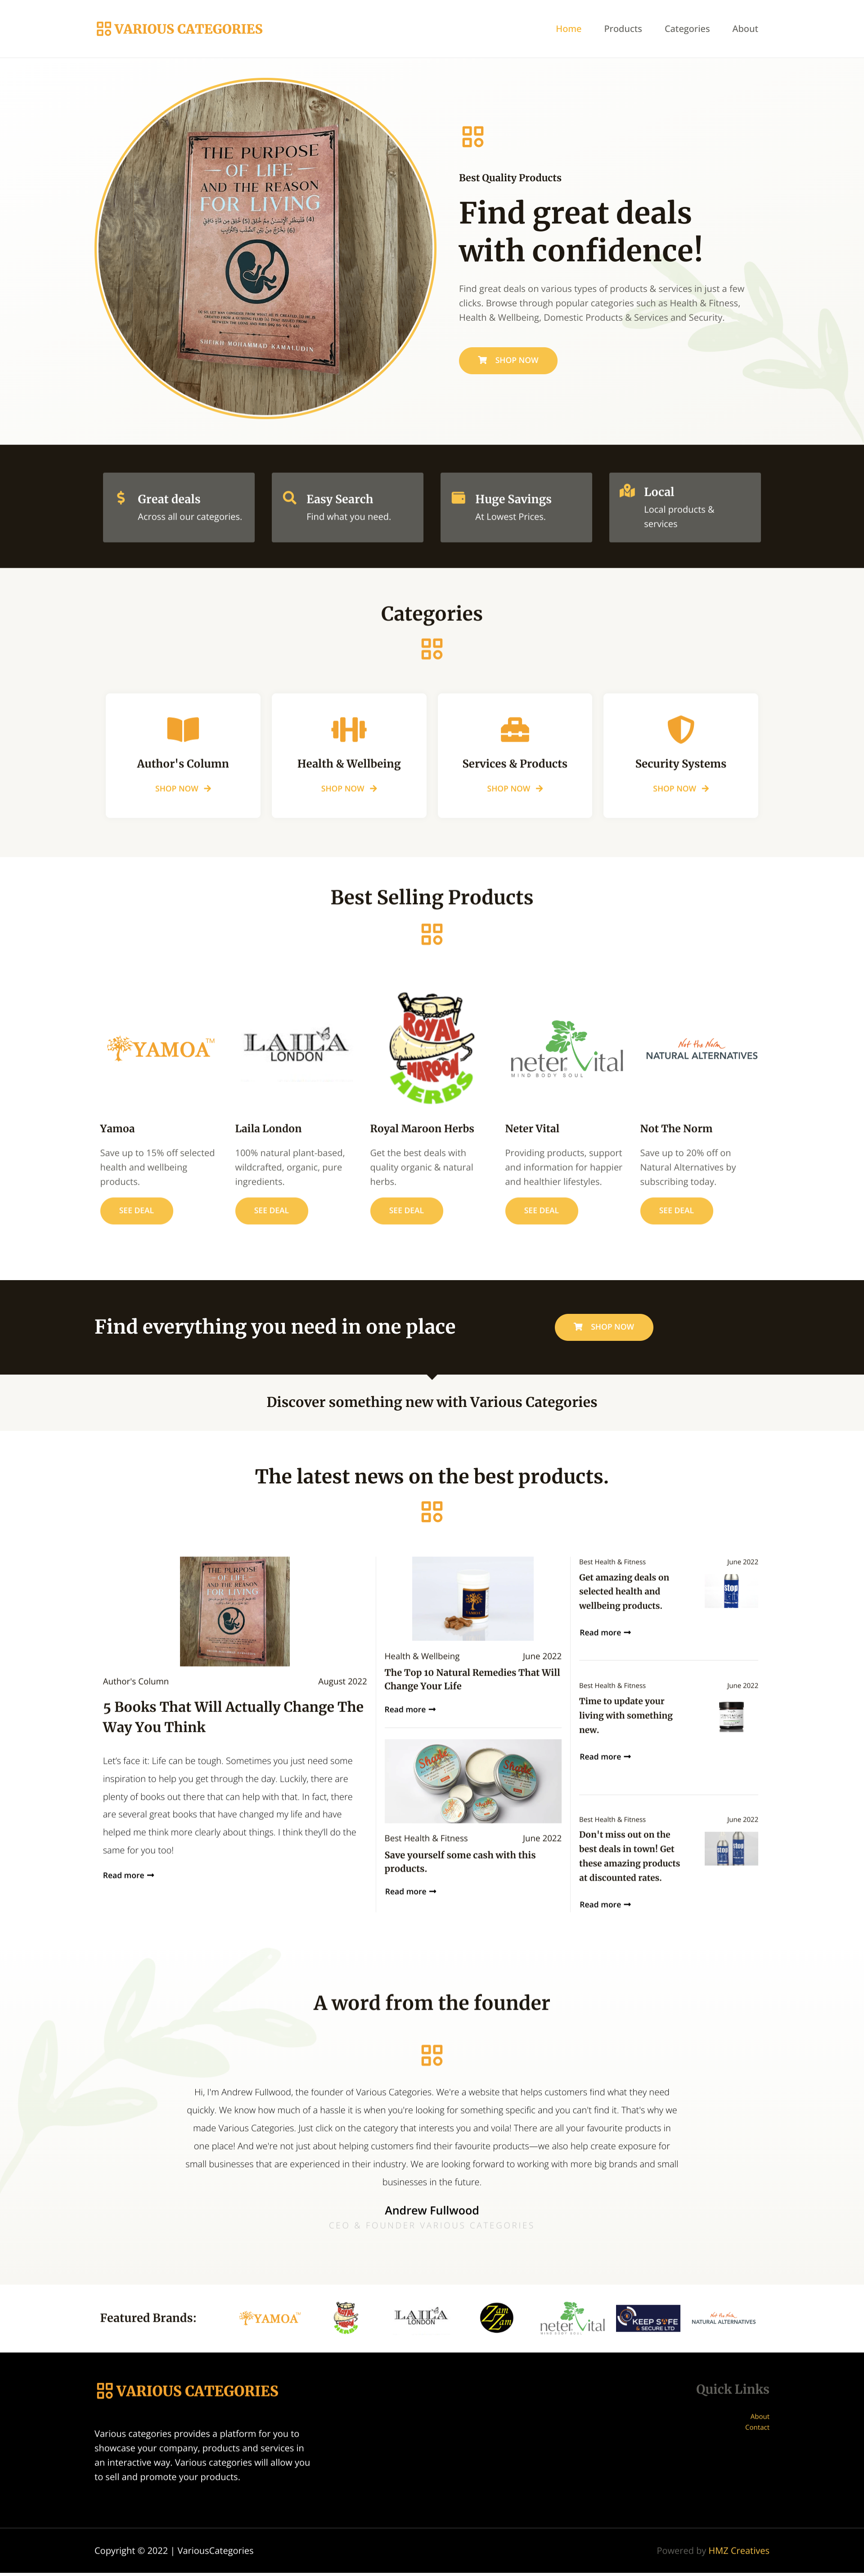 VARIOUS CATEGORIES
Home
Products
Categories
About
THE PURPOSE
OF LIFE
AND THE REASON
FOR LIVING
SHEIKH MOHAMMAD KAMALUDIN
Best Quality Products
Find great deals
with confidence!
Find great deals on various types of products & services in just a few
clicks. Browse through popular categories such as Health & Fitness,
Health & Wellbeing, Domestic Products & Services and Security.
SHOP NOW
Great deals
Across all our categories.
Easy Search
Find what you need.
Huge Savings
At Lowest Prices.
Local
Local products &
services
Categories
Author's Column
SHOP NOW
Health & Wellbeing
SHOP NOW
Services & Products
SHOP NOW
Security Systems
SHOP NOW
Best Selling Products
YAMOA™
LAILA
LONDON
ROYAL
MAROON
HERBS
neter Vital
MIND BODY SOUL
Not the Norm
NATURAL ALTERNATIVES
Yamoa
Save up to 15% off selected
health and wellbeing
products.
SEE DEAL
Laila London
100% natural plant-based,
wildcrafted, organic, pure
ingredients.
SEE DEAL
Royal Maroon Herbs
Get the best deals with
quality organic & natural
herbs.
SEE DEAL
Neter Vital
Providing products, support
and information for happier
and healthier lifestyles.
SEE DEAL
Not The Norm
Save up to 20% off on
Natural Alternatives by
subscribing today.
SEE DEAL
Find everything you need in one place
SHOP NOW
Discover something new with Various Categories
The latest news on the best products.
THE PURPOSE
OF LIFE
AND THE REASON
FOR LIVING
Author's Column
August 2022
5 Books That Will Actually Change The
Way You Think
Let's face it: Life can be tough. Sometimes you just need some
inspiration to help you get through the day. Luckily, there are
plenty of books out there that can help with that. In fact, there
are several great books that have changed my life and have
helped me think more clearly about things. I think they'll do the
same for you too!
Read more
Health & Wellbeing
June 2022
The Top 10 Natural Remedies That Will
Change Your Life
Read more
Best Health & Fitness
June 2022
Save yourself some cash with this
products.
Read more
Best Health & Fitness
June 2022
Get amazing deals on
selected health and
wellbeing products.
stop
Read more
Best Health & Fitness
June 2022
Time to update your
living with something
new.
Read more
Best Health & Fitness
June 2022
Don't miss out on the
best deals in town! Get
these amazing products
at discounted rates.
Read more
A word from the founder
Hi, I'm Andrew Fullwood, the founder of Various Categories. We're a website that helps customers find what they need
quickly. We know how much of a hassle it is when you're looking for something specific and you can't find it. That's why we
made Various Categories. Just click on the category that interests you and voila! There are all your favourite products in
one place! And we're not just about helping customers find their favourite products—we also help create exposure for
small businesses that are experienced in their industry. We are looking forward to working with more big brands and small
businesses in the future.
Andrew Fullwood
CEO & FOUNDER VARIOUS CATEGORIES
Featured Brands:
YAMOA
ROYAL
MAROON
HERBS
LAILA
LONDON
Zam
Zam
neter Vital
KEEP SAFE
& SECURE LTD
NATURAL ALTERNATIVES
VARIOUS CATEGORIES
Various categories provides a platform for you to
showcase your company, products and services in
an interactive way. Various categories will allow you
to sell and promote your products.
Quick Links
About
Contact
Copyright © 2022 | VariousCategories
Powered by HMZ Creatives